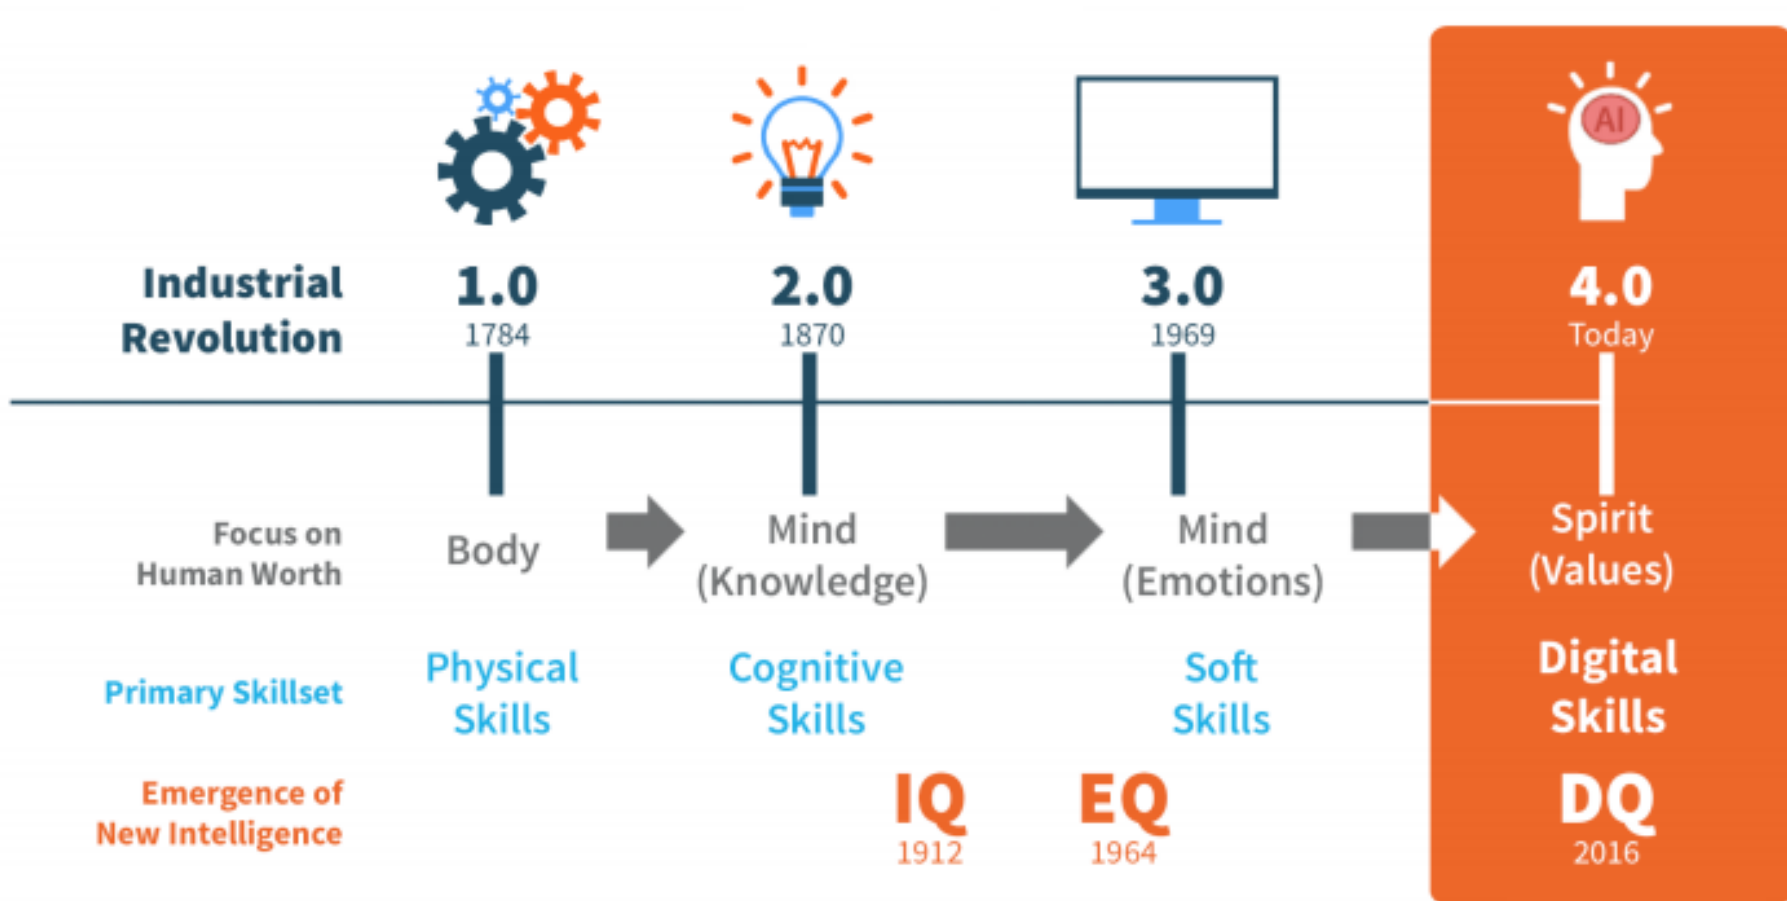 AI
Industrial
Revolution
1.0
1784
2.0
1870
3.0
1969
4.0
Today
Focus on
Human Worth
Body
Mind
(Knowledge)
Mind
(Emotions)
Spirit
(Values)
Primary Skillset
Physical
Skills
Cognitive
Skills
Soft
Skills
Digital
Skills
Emergence of
New Intelligence
IQ
1912
EQ
1964
DQ
2016